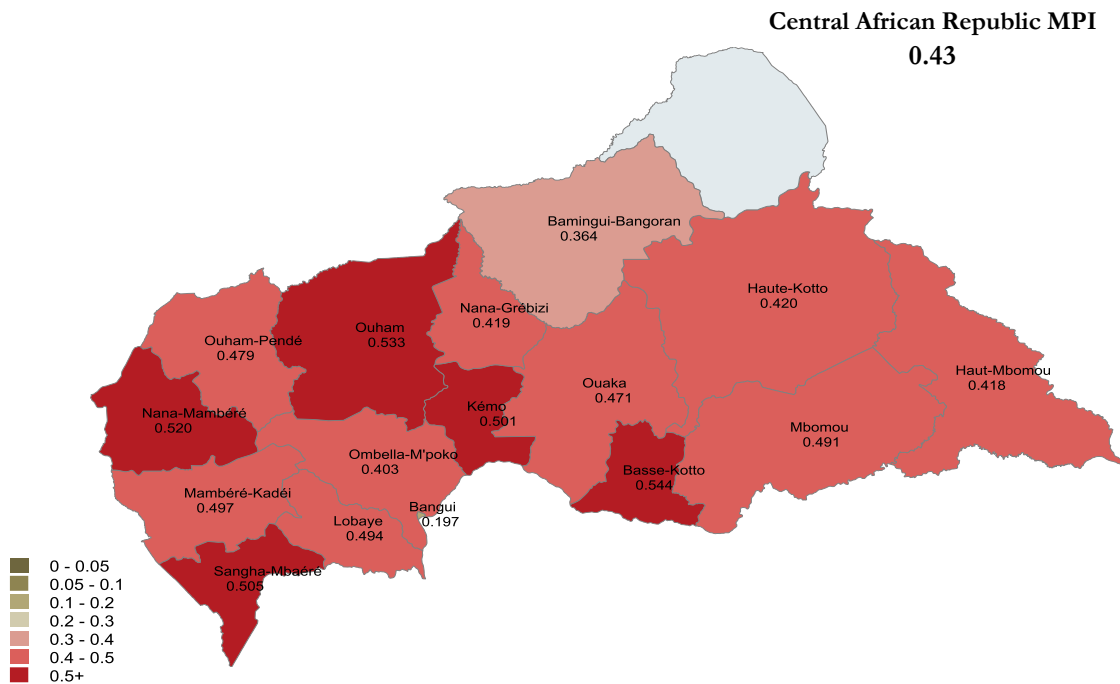 Central African Republic MPI
0.43
Bamingui-Bangoran
0.364
Haute-Kotto
0.420
Nana-Grébizi
0.419
Ouham
0.533
Ouham-Pendé
0.479
Haut-Mbomou
0.418
Ouaka
0.471
Kémo
0.501
Nana-Mambéré
0.520
Mbomou
0.491
Ombella-M'poko
0.403
Basse-Kotto
0.544
Mambéré-Kadéi
0.497
Bangui
0.197
Lobaye
0.494
Sangha-Mbaéré
0.505
0 - 0.05
0.05 - 0.1
0.1 - 0.2
0.2 - 0.3
0.3 - 0.4
0.4 - 0.5
0.5+